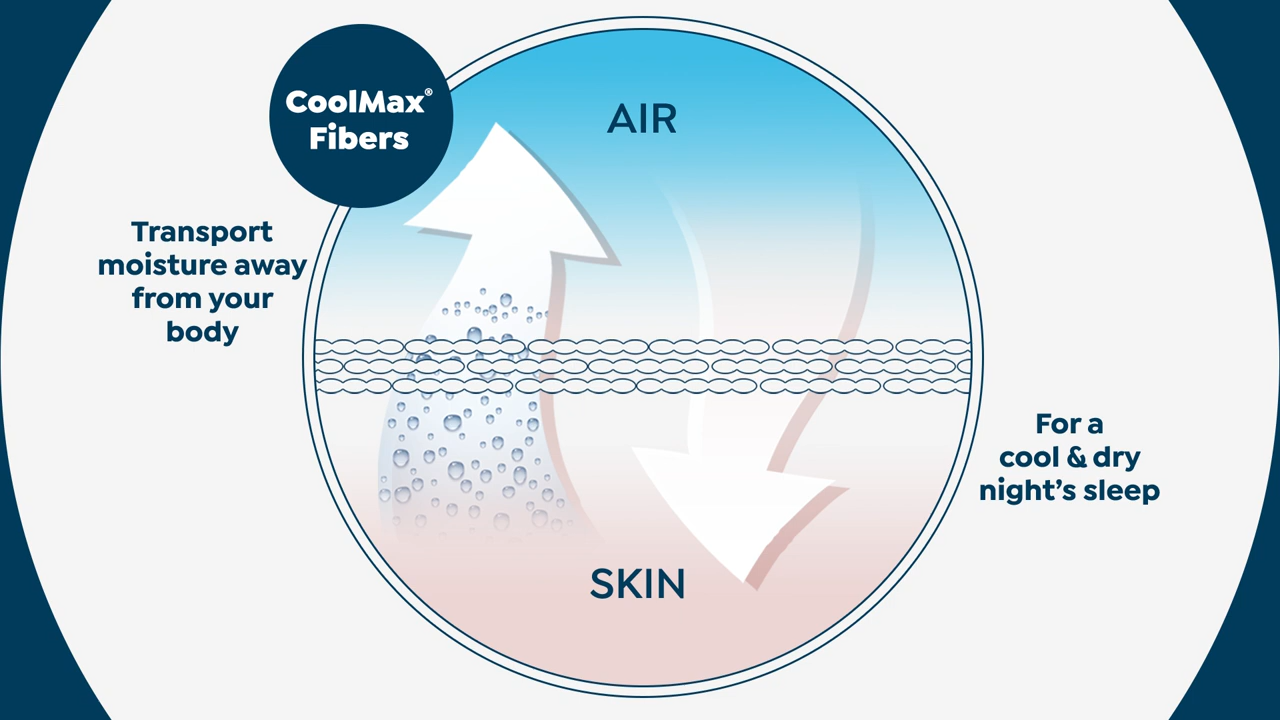 CoolMax®
Fibers
AIR
Transport
moisture away
from your
body
For a
cool & dry
night's sleep
SKIN